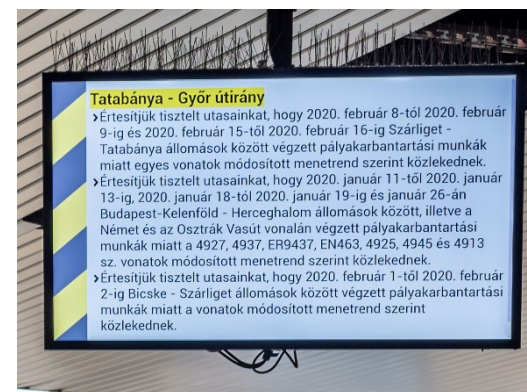 Tatabánya - Győr útirány
>Értesítjük tisztelt utasainkat, hogy 2020. február 8-tól 2020. február
9-ig és 2020. február 15-től 2020. február 16-ig Szárliget -
Tatabánya állomások között végzett pályakarbantartási munkák
miatt egyes vonatok módosított menetrend szerint közlekednek.
>Értesítjük tisztelt utasainkat, hogy 2020. január 11-től 2020. január
13-ig, 2020. január 18-tól 2020. január 19-ig és január 26-án
Budapest-Kelenföld - Herceghalom állomások között, illetve a
Német és az Osztrák Vasút vonalán végzett pályakarbantartási
munkák miatt a 4927, 4937, ER9437, EN463, 4925, 4945 és 4913
sz. vonatok módosított menetrend szerint közlekednek.
>Értesítjük tisztelt utasainkat, hogy 2020. február 1-től 2020. február
2-ig Bicske - Szárliget állomások között végzett pályakarbantartási
munkák miatt a vonatok módosított menetrend szerint
közlekednek.